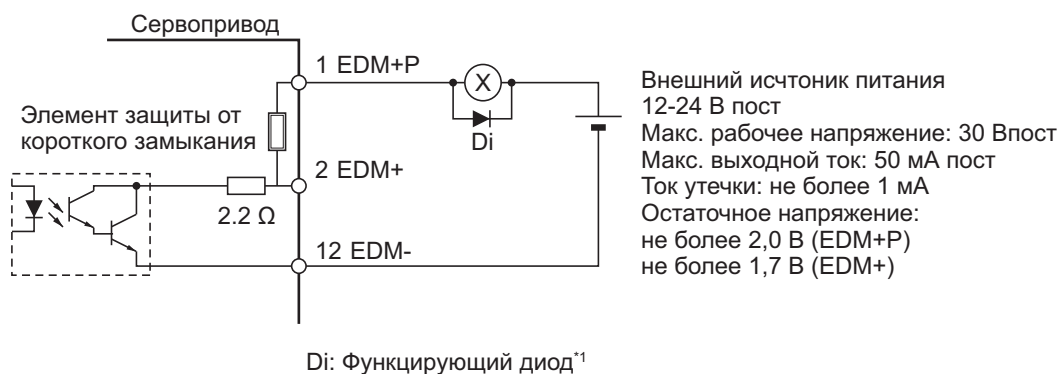 Сервопривод
1 EDM+P
X
Элемент защиты от
короткого замыкания
Di
2 EDM+
2.2 Ω
12 EDM-
Внешний исчтоник питания
12-24 В пост
Макс. рабочее напряжение: 30 Впост
Макс. выходной ток: 50 мА пост
Ток утечки: не более 1 мА
Остаточное напряжение:
не более 2,0 В (EDM+P)
не более 1,7 В (EDM+)
Di: Функцирующий диод*1